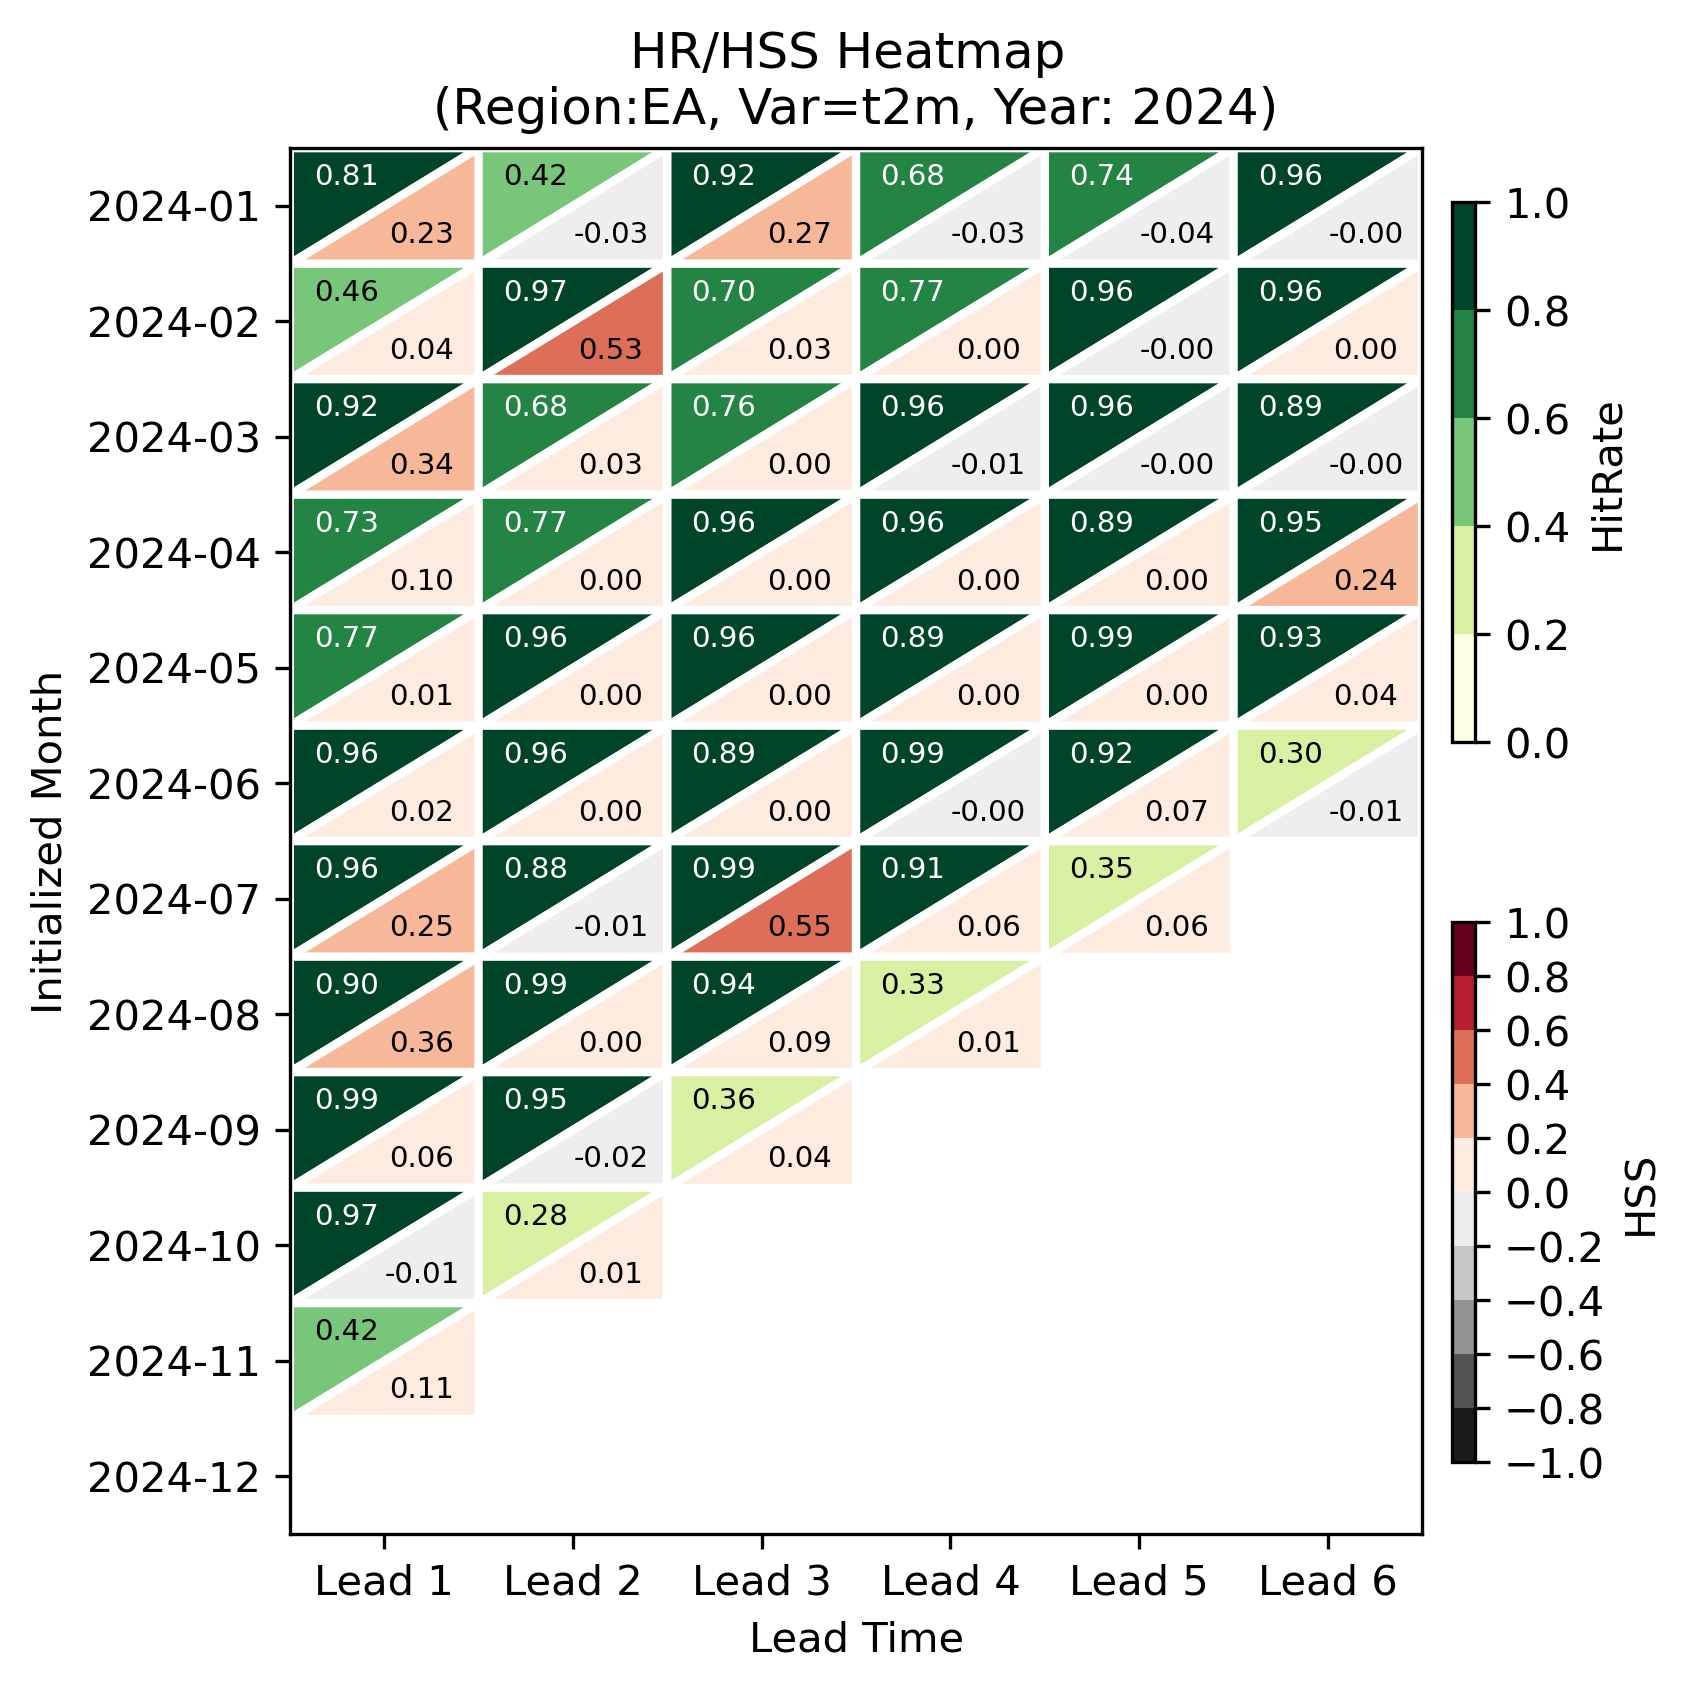 HR/HSS Heatmap
(Region:EA, Var=t2m, Year: 2024)
Initialized Month
2024-01
0.81 0.42 0.92 0.68 0.74 0.96
0.23 -0.03 0.27 -0.03 -0.04 -0.00
2024-02
0.46 0.97 0.70 0.77 0.96 0.96
0.04 0.53 0.03 0.00 -0.00 0.00
2024-03
0.92 0.68 0.76 0.96 0.96 0.89
0.34 0.03 0.00 -0.01 -0.00 -0.00
2024-04
0.73 0.77 0.96 0.96 0.89 0.95
0.10 0.00 0.00 0.00 0.00 0.24
2024-05
0.77 0.96 0.96 0.89 0.99 0.93
0.01 0.00 0.00 0.00 0.00 0.04
2024-06
0.96 0.96 0.89 0.99 0.92 0.30
0.02 0.00 0.00 -0.00 0.07 -0.01
2024-07
0.96 0.88 0.99 0.91 0.35
0.25 -0.01 0.55 0.06 0.06
2024-08
0.90 0.99 0.94 0.33
0.36 0.00 0.09 0.01
2024-09
0.99 0.95 0.36
0.06 -0.02 0.04
2024-10
0.97 0.28
-0.01 0.01
2024-11
0.42
0.11
2024-12
Lead 1 Lead 2 Lead 3 Lead 4 Lead 5 Lead 6
Lead Time
1.0
0.8
0.6
0.4
0.2
0.0
HitRate
1.0
0.8
0.6
0.4
0.2
0.0
−0.2
−0.4
−0.6
−0.8
−1.0
HSS